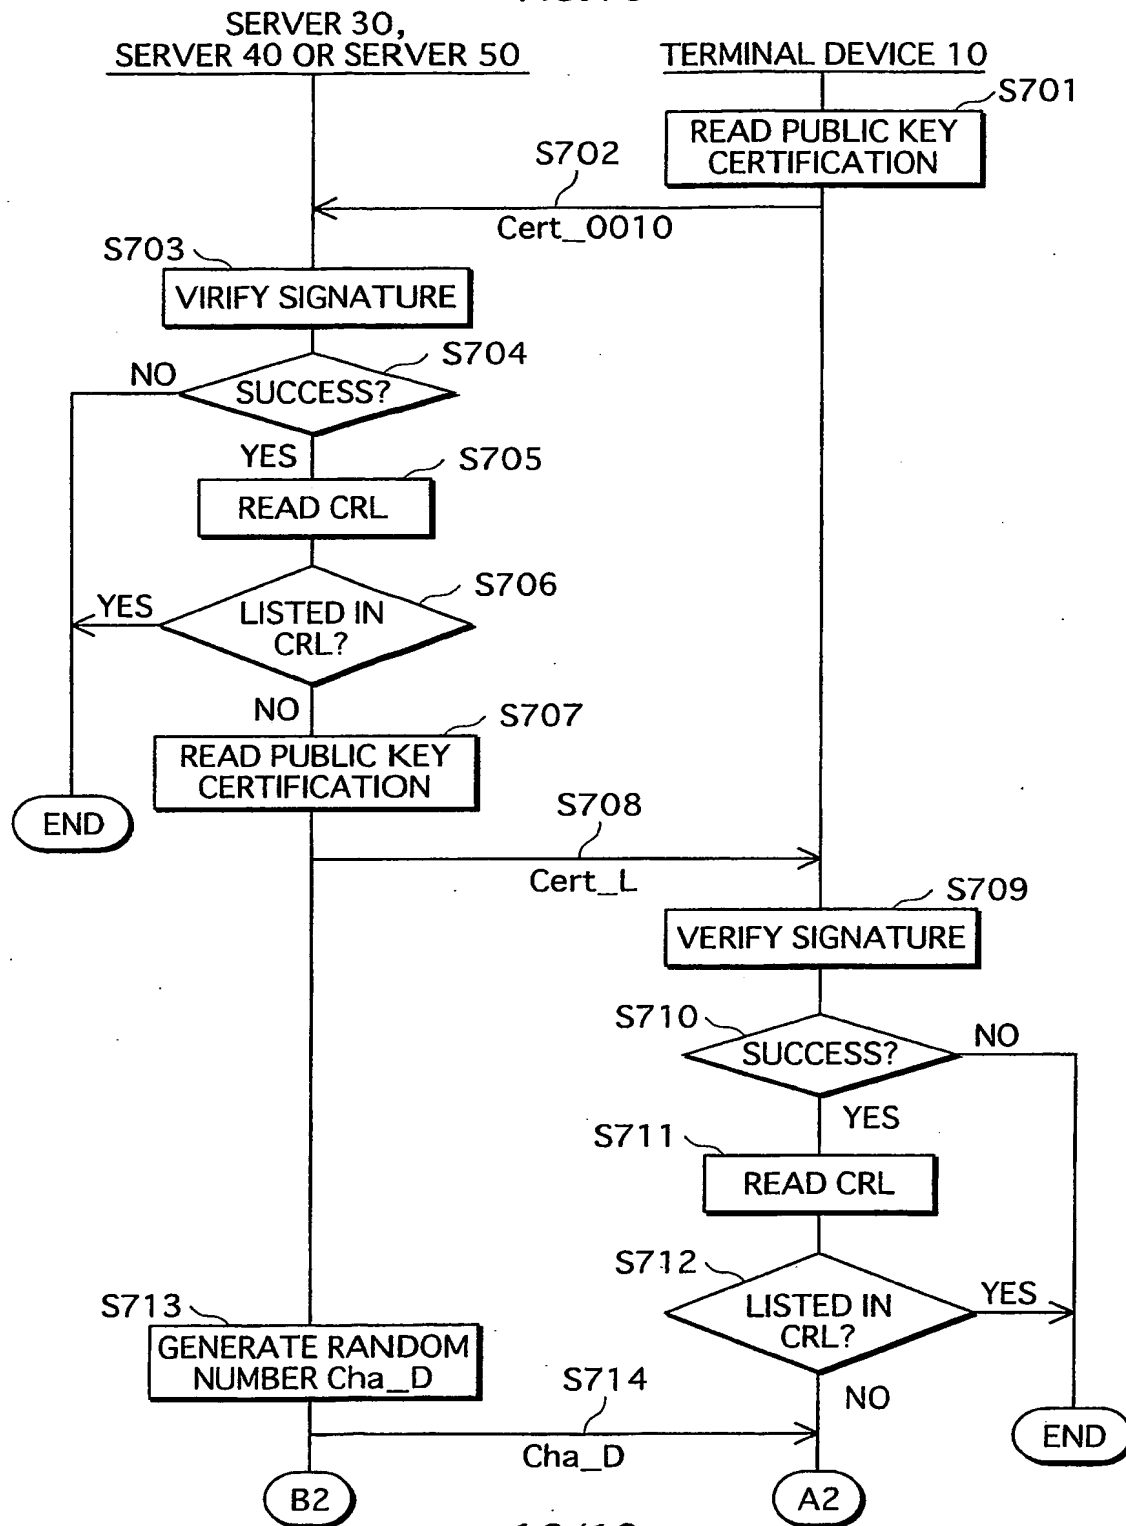 SERVER 30,
SERVER 40 OR SERVER 50
TERMINAL DEVICE 10
S701
READ PUBLIC KEY
CERTIFICATION
S702
Cert_0010
S703
VIRIFY SIGNATURE
S704
NO
SUCCESS?
YES
S705
READ CRL
S706
YES
LISTED IN
CRL?
NO
S707
READ PUBLIC KEY
CERTIFICATION
END
S708
Cert_L
S709
VERIFY SIGNATURE
S710
NO
SUCCESS?
YES
S711
READ CRL
S712
YES
LISTED IN
CRL?
NO
S713
GENERATE RANDOM
NUMBER Cha_D
S714
Cha_D
END
B2
A2